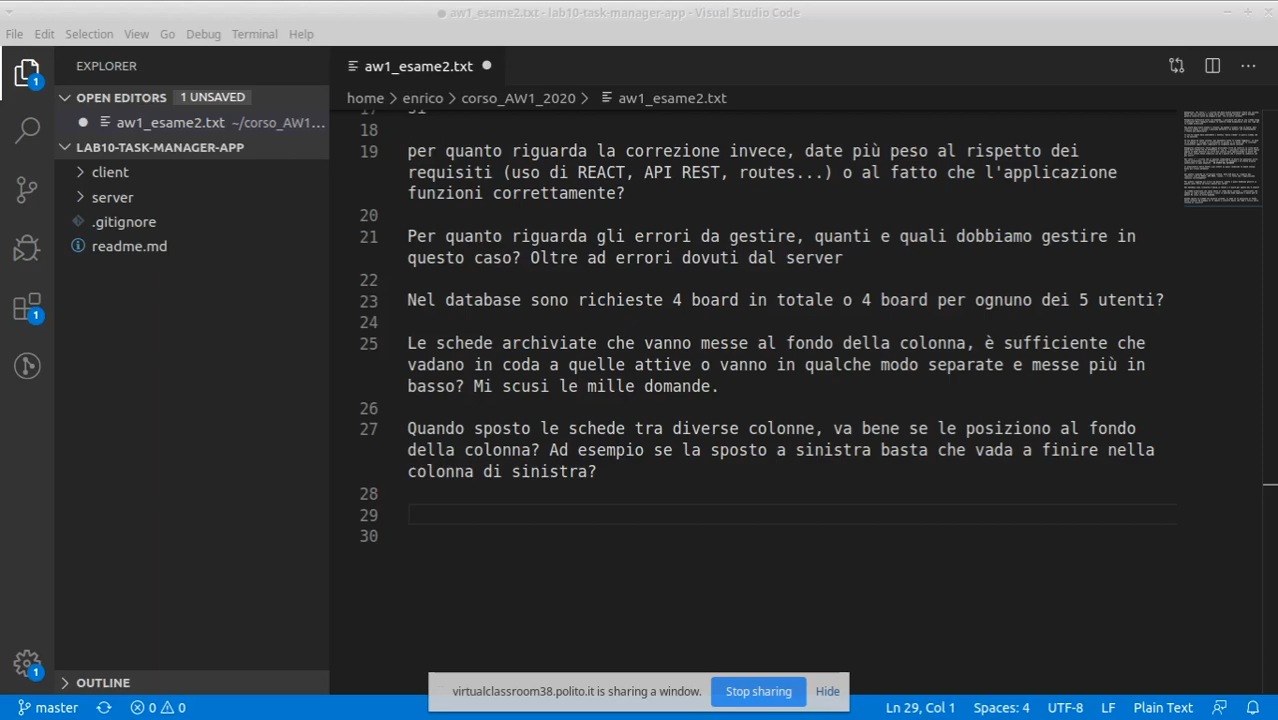 aw1_esame2.txt - lab10-task-manager-app - Visual Studio Code
File Edit Selection View Go Debug Terminal Help
EXPLORER
OPEN EDITORS 1 UNSAVED
aw1_esame2.txt ~/corso_AW1...
LAB10-TASK-MANAGER-APP
client
server
.gitignore
readme.md
OUTLINE
1
1
1
aw1_esame2.txt
home > enrico > corso_AW1_2020 > aw1_esame2.txt
18
19 per quanto riguarda la correzione invece, date più peso al rispetto dei
requisiti (uso di REACT, API REST, routes...) o al fatto che l'applicazione
funzioni correttamente?
20
21 Per quanto riguarda gli errori da gestire, quanti e quali dobbiamo gestire in
questo caso? Oltre ad errori dovuti dal server
22
23 Nel database sono richieste 4 board in totale o 4 board per ognuno dei 5 utenti?
24
25 Le schede archiviate che vanno messe al fondo della colonna, è sufficiente che
vadano in coda a quelle attive o vanno in qualche modo separate e messe più in
basso? Mi scusi le mille domande.
26
27 Quando sposto le schede tra diverse colonne, va bene se le posiziono al fondo
della colonna? Ad esempio se la sposto a sinistra basta che vada a finire nella
colonna di sinistra?
28
29
30
virtualclassroom38.polito.it is sharing a window. Stop sharing Hide
master 0 0 Ln 29, Col 1 Spaces: 4 UTF-8 LF Plain Text